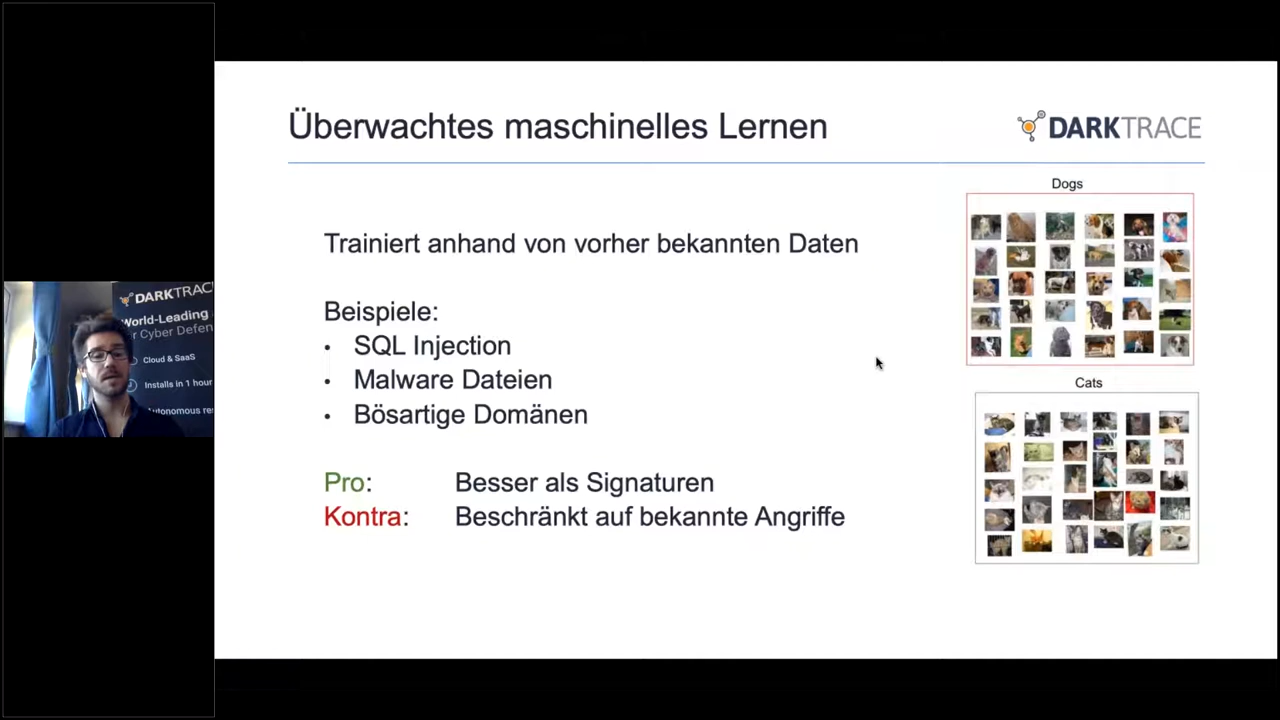 Überwachtes maschinelles Lernen
DARKTRACE
Dogs
Trainiert anhand von vorher bekannten Daten
Beispiele:
• SQL Injection
• Malware Dateien
• Bösartige Domänen
Pro: Besser als Signaturen
Kontra: Beschränkt auf bekannte Angriffe
Cats
DARKTRAC
World-Leading
Cyber Defen
Cloud & SaaS
Installs in 1 hour